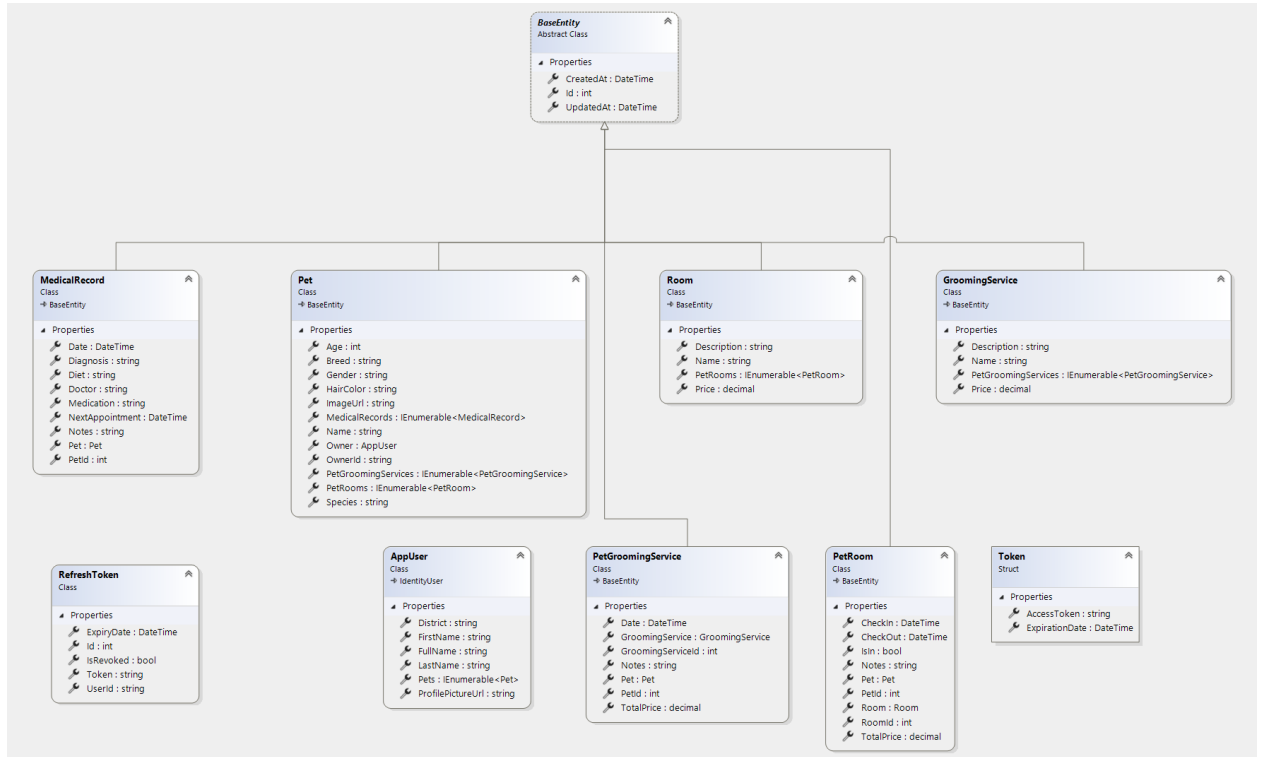 BaseEntity
Abstract Class
Properties
CreatedAt : DateTime
Id : int
UpdatedAt : DateTime
MedicalRecord
Class
BaseEntity
Properties
Date : DateTime
Diagnosis : string
Diet : string
Doctor : string
Medication : string
NextAppointment : DateTime
Notes : string
Pet : Pet
PetId : int
Pet
Class
BaseEntity
Properties
Age : int
Breed : string
Gender : string
HairColor : string
ImageUrl : string
MedicalRecords : IEnumerable<MedicalRecord>
Name : string
Owner : AppUser
OwnerId : string
PetGroomingServices : IEnumerable<PetGroomingService>
PetRooms : IEnumerable<PetRoom>
Species : string
Room
Class
BaseEntity
Properties
Description : string
Name : string
PetRooms : IEnumerable<PetRoom>
Price : decimal
GroomingService
Class
BaseEntity
Properties
Description : string
Name : string
PetGroomingServices : IEnumerable<PetGroomingService>
Price : decimal
RefreshToken
Class
Properties
ExpiryDate : DateTime
Id : int
IsRevoked : bool
Token : string
UserId : string
AppUser
Class
IdentityUser
Properties
District : string
FirstName : string
FullName : string
LastName : string
Pets : IEnumerable<Pet>
ProfilePictureUrl : string
PetGroomingService
Class
BaseEntity
Properties
Date : DateTime
GroomingService : GroomingService
GroomingServiceId : int
Notes : string
Pet : Pet
PetId : int
TotalPrice : decimal
PetRoom
Class
BaseEntity
Properties
CheckIn : DateTime
CheckOut : DateTime
IsIn : bool
Notes : string
Pet : Pet
PetId : int
Room : Room
RoomId : int
TotalPrice : decimal
Token
Struct
Properties
AccessToken : string
ExpirationDate : DateTime